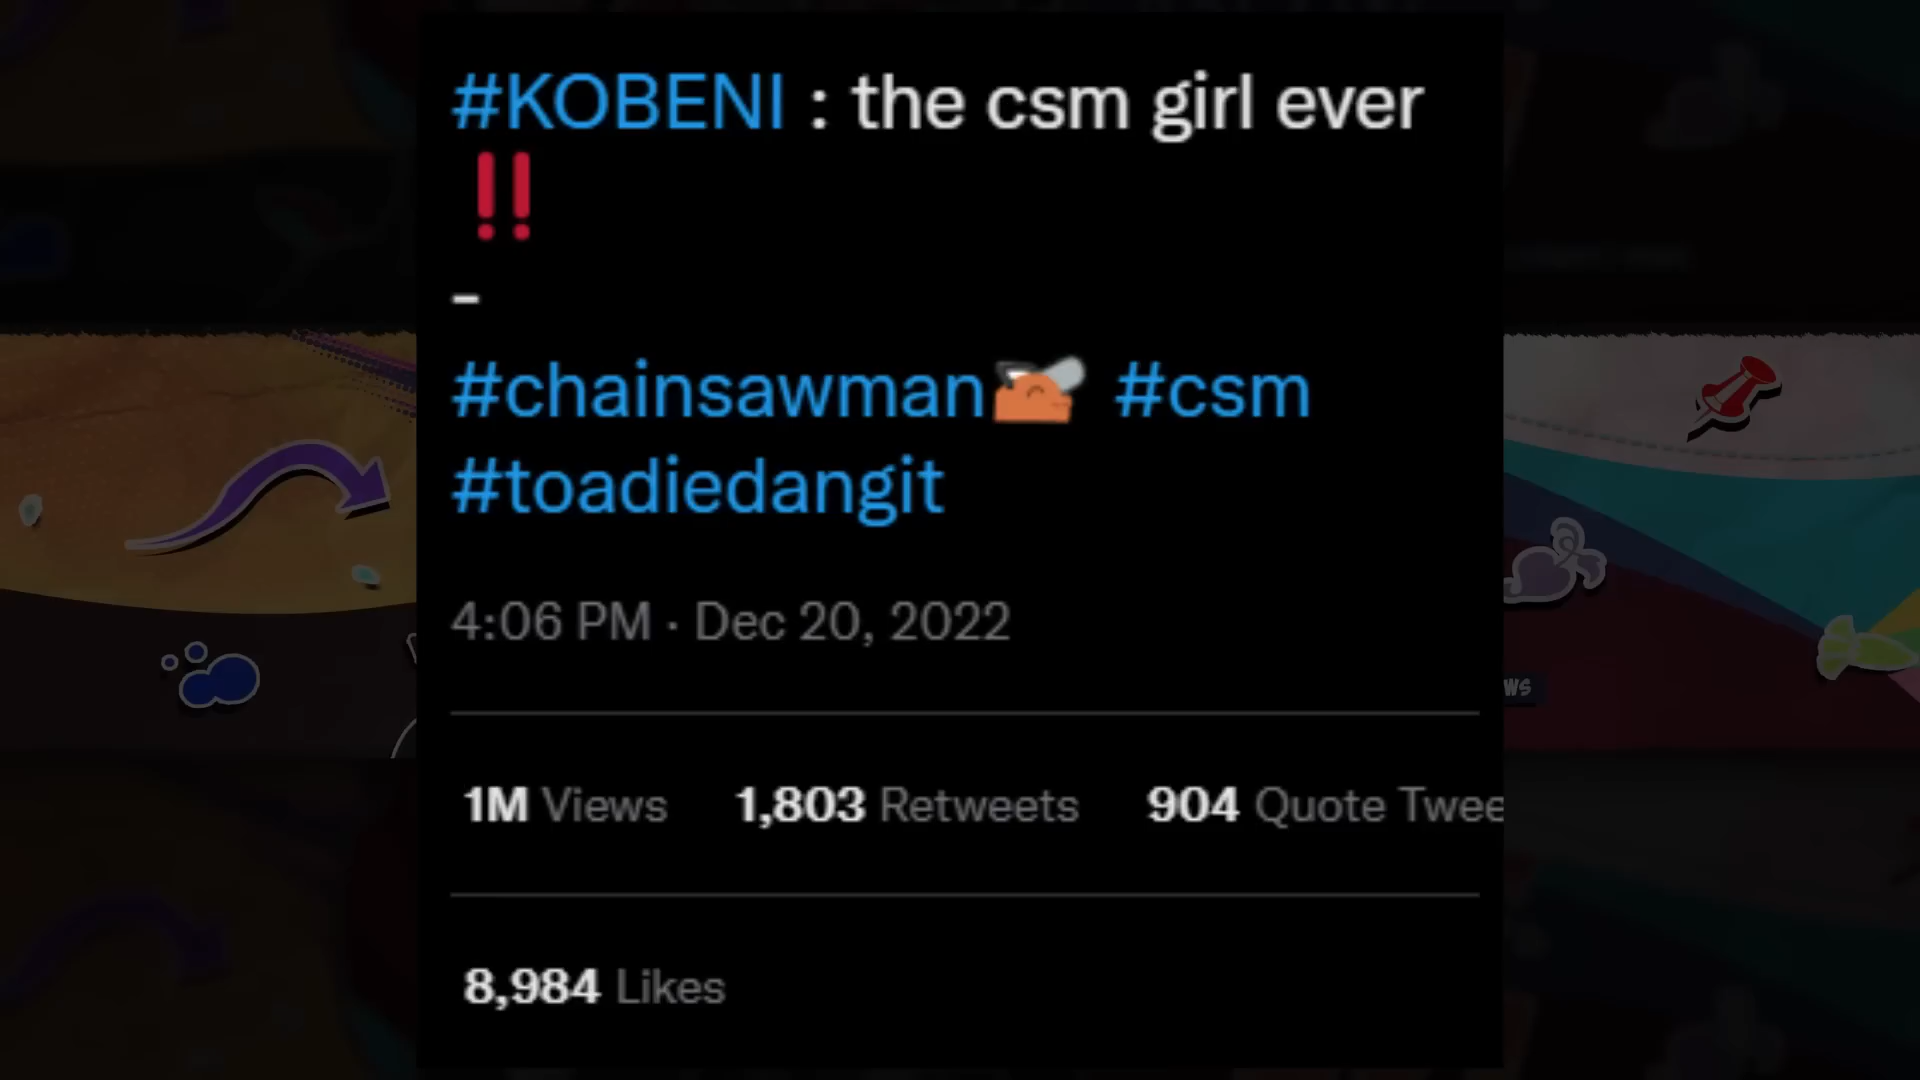 #KOBENI : the csm girl ever
‼️
-
#chainsawman #csm
#toadiedangit
4:06 PM · Dec 20, 2022
1M Views 1,803 Retweets 904 Quote Twee
8,984 Likes
ws